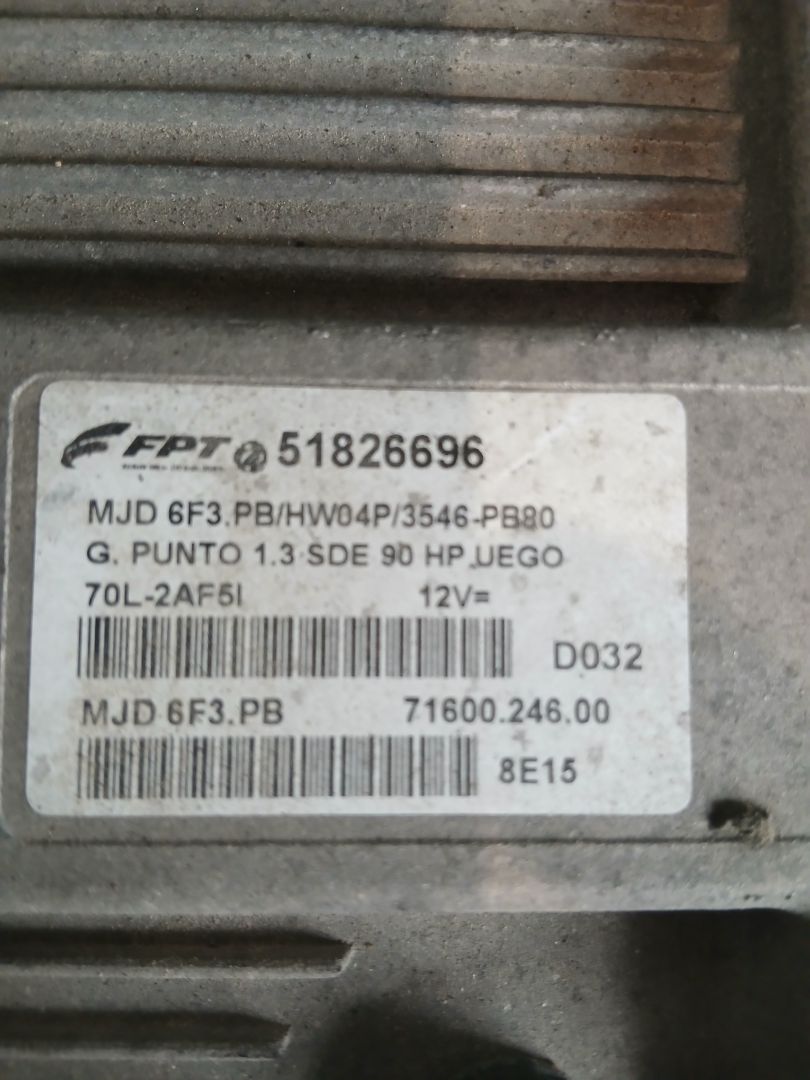 FPT 51826696
MJD 6F3.PB/HW04P/3546-PB80
G. PUNTO 1.3 SDE 90 HP UEGO
70L-2AF5I 12V=
D032
MJD 6F3.PB 71600.246.00
8E15